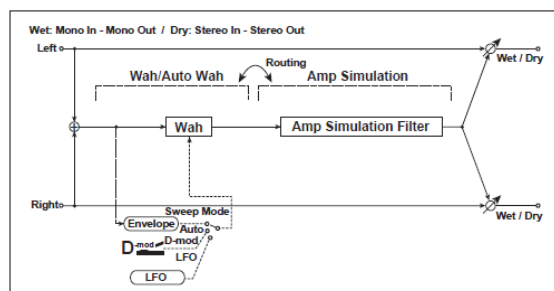 Wet: Mono In - Mono Out / Dry: Stereo In - Stereo Out
Left
Wet / Dry
Routing
Wah/Auto Wah
Amp Simulation
Wah
Amp Simulation Filter
Right
Wet / Dry
Sweep Mode
Envelope
Auto
D-mod
D-mod
LFO
LFO